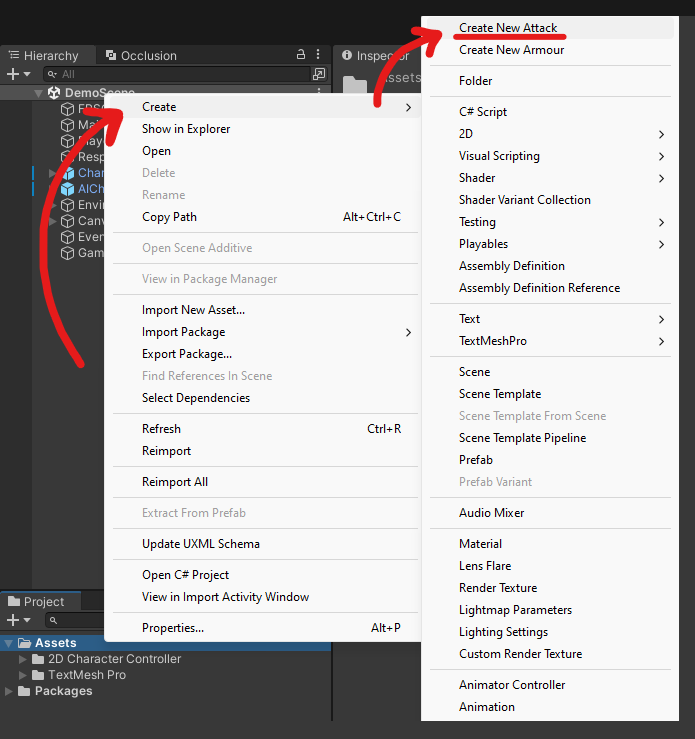 Hierarchy
Occlusion
All
DemoScene
Envi
Canv
Even
Gam
Inspector
Assets
Create
Show in Explorer
Open
Delete
Rename
Copy Path Alt+Ctrl+C
Open Scene Additive
View in Package Manager
Import New Asset...
Import Package
Export Package...
Find References In Scene
Select Dependencies
Refresh Ctrl+R
Reimport
Reimport All
Extract From Prefab
Update UXML Schema
Open C# Project
View in Import Activity Window
Properties... Alt+P
Create New Attack
Create New Armour
Folder
C# Script
2D
Visual Scripting
Shader
Shader Variant Collection
Testing
Playables
Assembly Definition
Assembly Definition Reference
Text
TextMeshPro
Scene
Scene Template
Scene Template From Scene
Scene Template Pipeline
Prefab
Prefab Variant
Audio Mixer
Material
Lens Flare
Render Texture
Lightmap Parameters
Lighting Settings
Custom Render Texture
Animator Controller
Animation
Project
Assets
2D Character Controller
TextMesh Pro
Packages